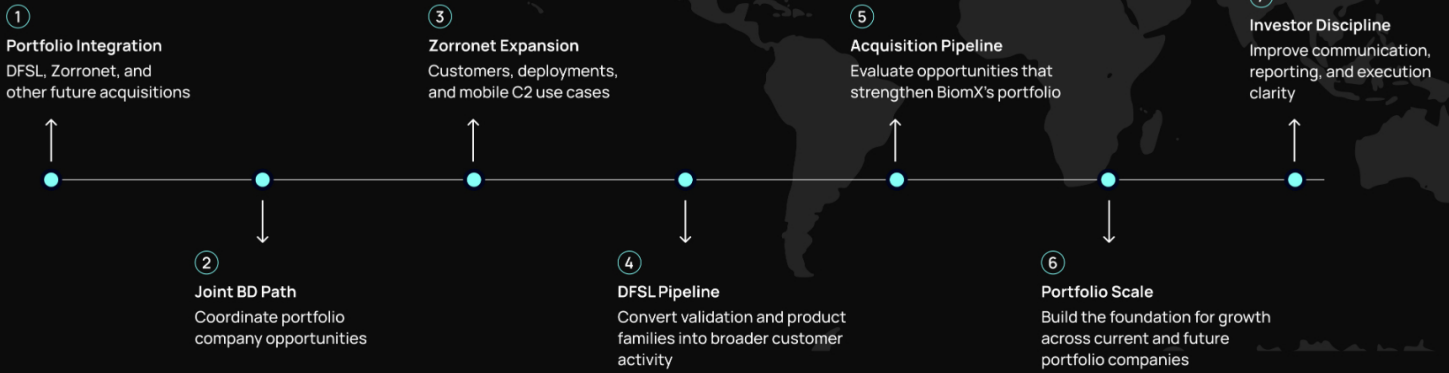 1
Portfolio Integration
DFSL, Zorronet, and
other future acquisitions
2
Joint BD Path
Coordinate portfolio
company opportunities
3
Zorronet Expansion
Customers, deployments,
and mobile C2 use cases
4
DFSL Pipeline
Convert validation and product
families into broader customer
activity
5
Acquisition Pipeline
Evaluate opportunities that
strengthen BiomX's portfolio
6
Portfolio Scale
Build the foundation for growth
across current and future
portfolio companies
Investor Discipline
Improve communication,
reporting, and execution
clarity